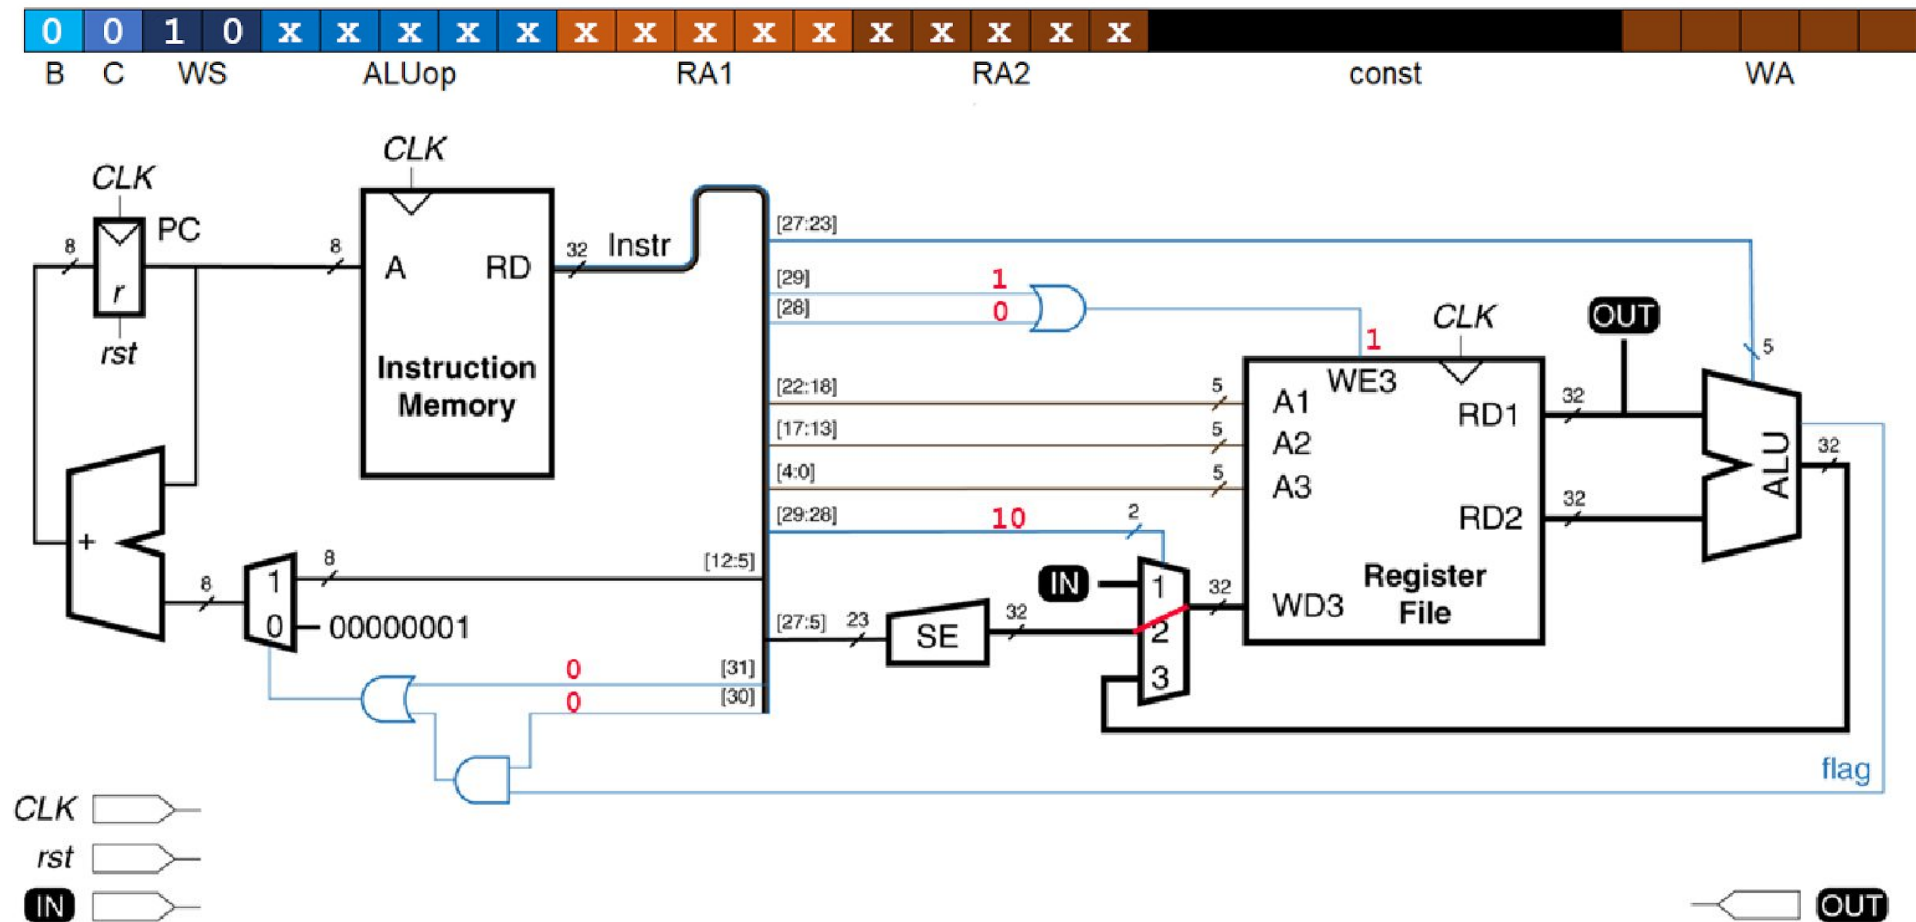 0 0 1 0 x x x x x x x x x x x x x x x
B C WS ALUop RA1 RA2 const WA
CLK
CLK
PC
8
r
rst
8
A RD
Instruction
Memory
32 Instr
[27:23]
[29] 1
[28] 0
1
CLK
OUT
5
WE3
[22:18] 5 A1 RD1 32
[17:13] 5 A2
[4:0] 5 A3
[29:28] 10 2
RD2 32
ALU
32
+
8
1 8 [12:5]
0 00000001
IN
1
2
3
32
WD3
Register
File
[27:5] 23 SE 32
0 [31]
0 [30]
flag
CLK
rst
IN
OUT